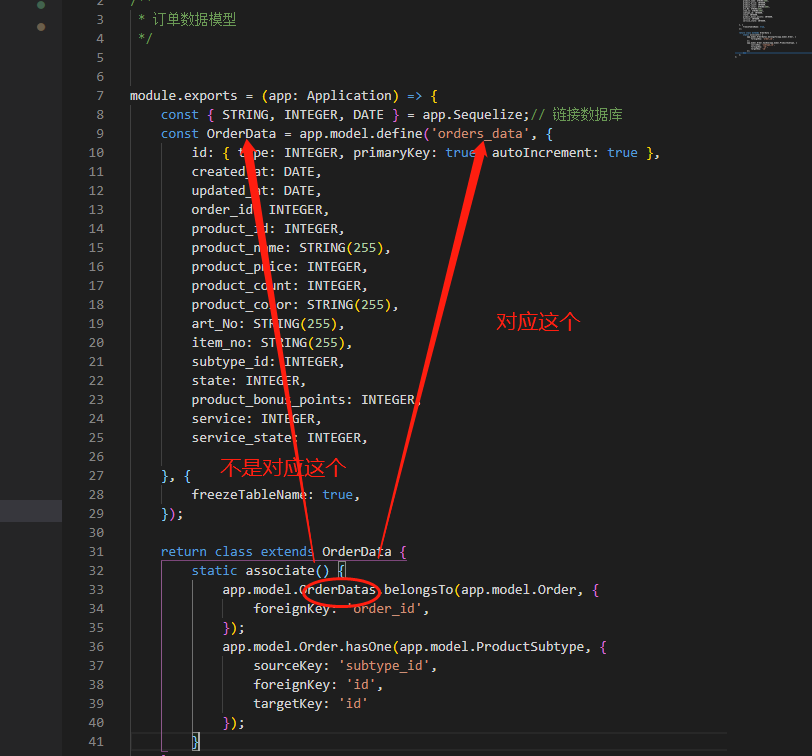 2 /**
3 * 订单数据模型
4 */
5
6
7 module.exports = (app: Application) => {
8 const { STRING, INTEGER, DATE } = app.Sequelize;// 链接数据库
9 const OrderData = app.model.define('orders_data', {
10 id: { type: INTEGER, primaryKey: true, autoIncrement: true },
11 created_at: DATE,
12 updated_at: DATE,
13 order_id: INTEGER,
14 product_id: INTEGER,
15 product_name: STRING(255),
16 product_price: INTEGER,
17 product_count: INTEGER,
18 product_color: STRING(255),
19 art_No: STRING(255),
20 item_no: STRING(255),
对应这个
21 subtype_id: INTEGER,
22 state: INTEGER,
23 product_bonus_points: INTEGER,
24 service: INTEGER,
25 service_state: INTEGER,
26
不是对应这个
27 }, {
28 freezeTableName: true,
29 });
30
31 return class extends OrderData {
32 static associate() {
33 app.model.OrderDatas.belongsTo(app.model.Order, {
34 foreignKey: 'order_id',
35 });
36 app.model.Order.hasOne(app.model.ProductSubtype, {
37 sourceKey: 'subtype_id',
38 foreignKey: 'id',
39 targetKey: 'id'
40 });
41 }